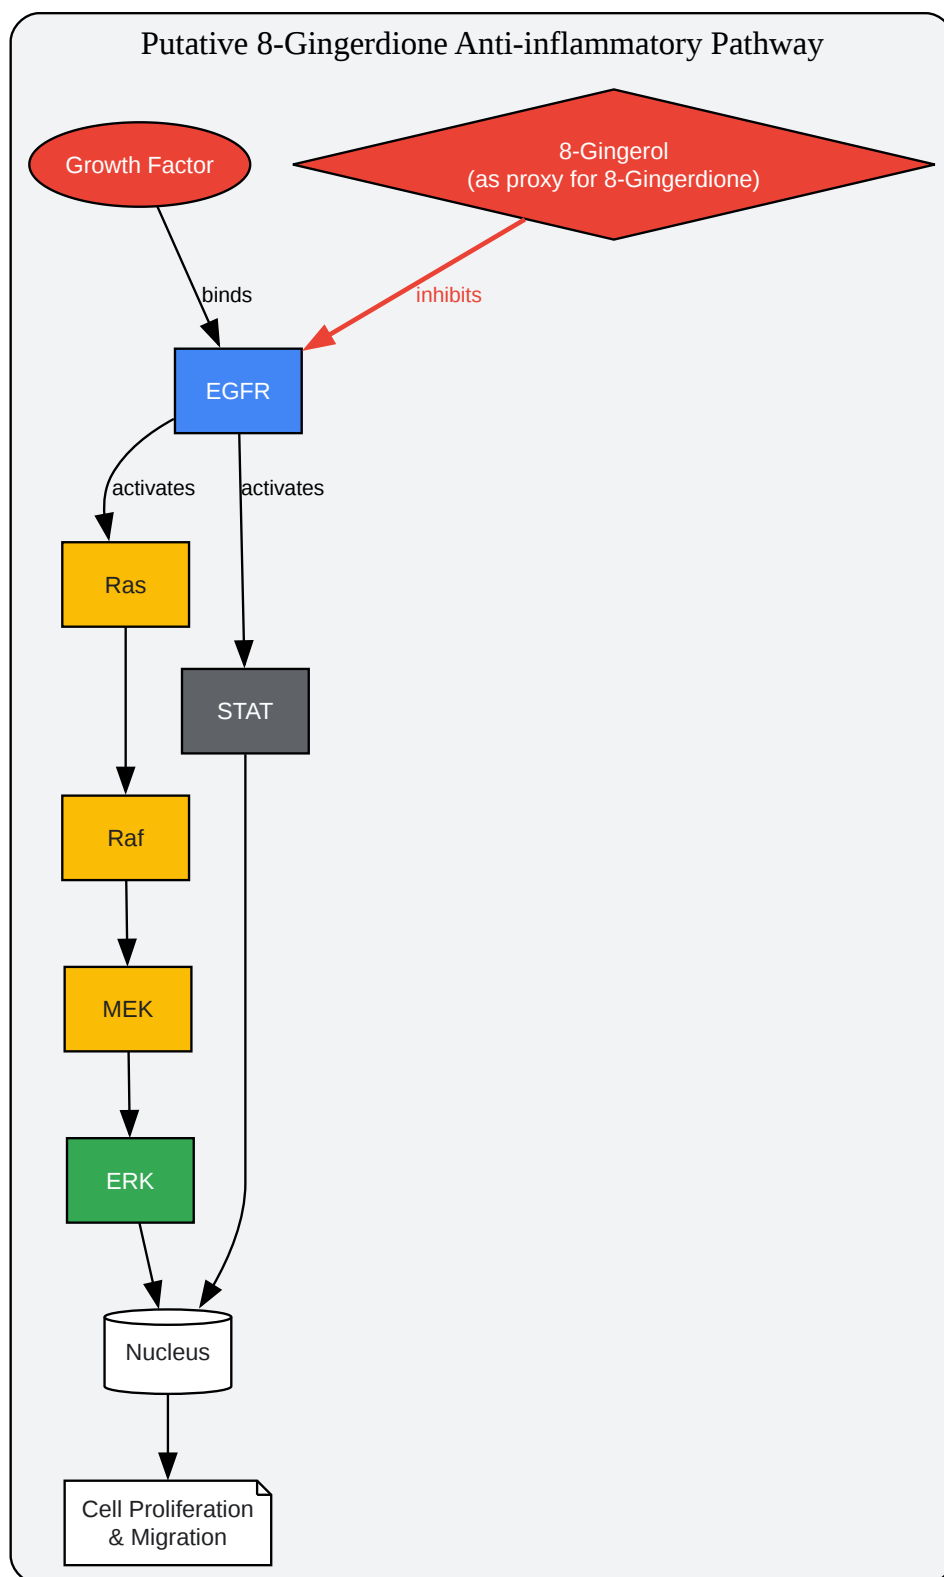 Putative 8-Gingerdione Anti-inflammatory Pathway
Growth Factor
8-Gingerol
(as proxy for 8-Gingerdione)
binds
inhibits
EGFR
activates
activates
Ras
STAT
Raf
MEK
ERK
Nucleus
Cell Proliferation
& Migration